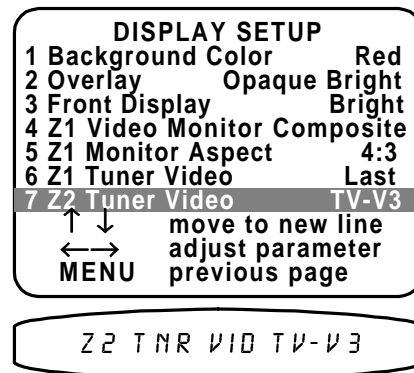 DISPLAY SETUP
1 Background Color Red
2 Overlay Opaque Bright
3 Front Display Bright
4 Z1 Video Monitor Composite
5 Z1 Monitor Aspect 4:3
6 Z1 Tuner Video Last
7 Z2 Tuner Video TV-V3
↑ ↓ move to new line
←→ adjust parameter
MENU previous page
Z2 TNR VID TV-V3